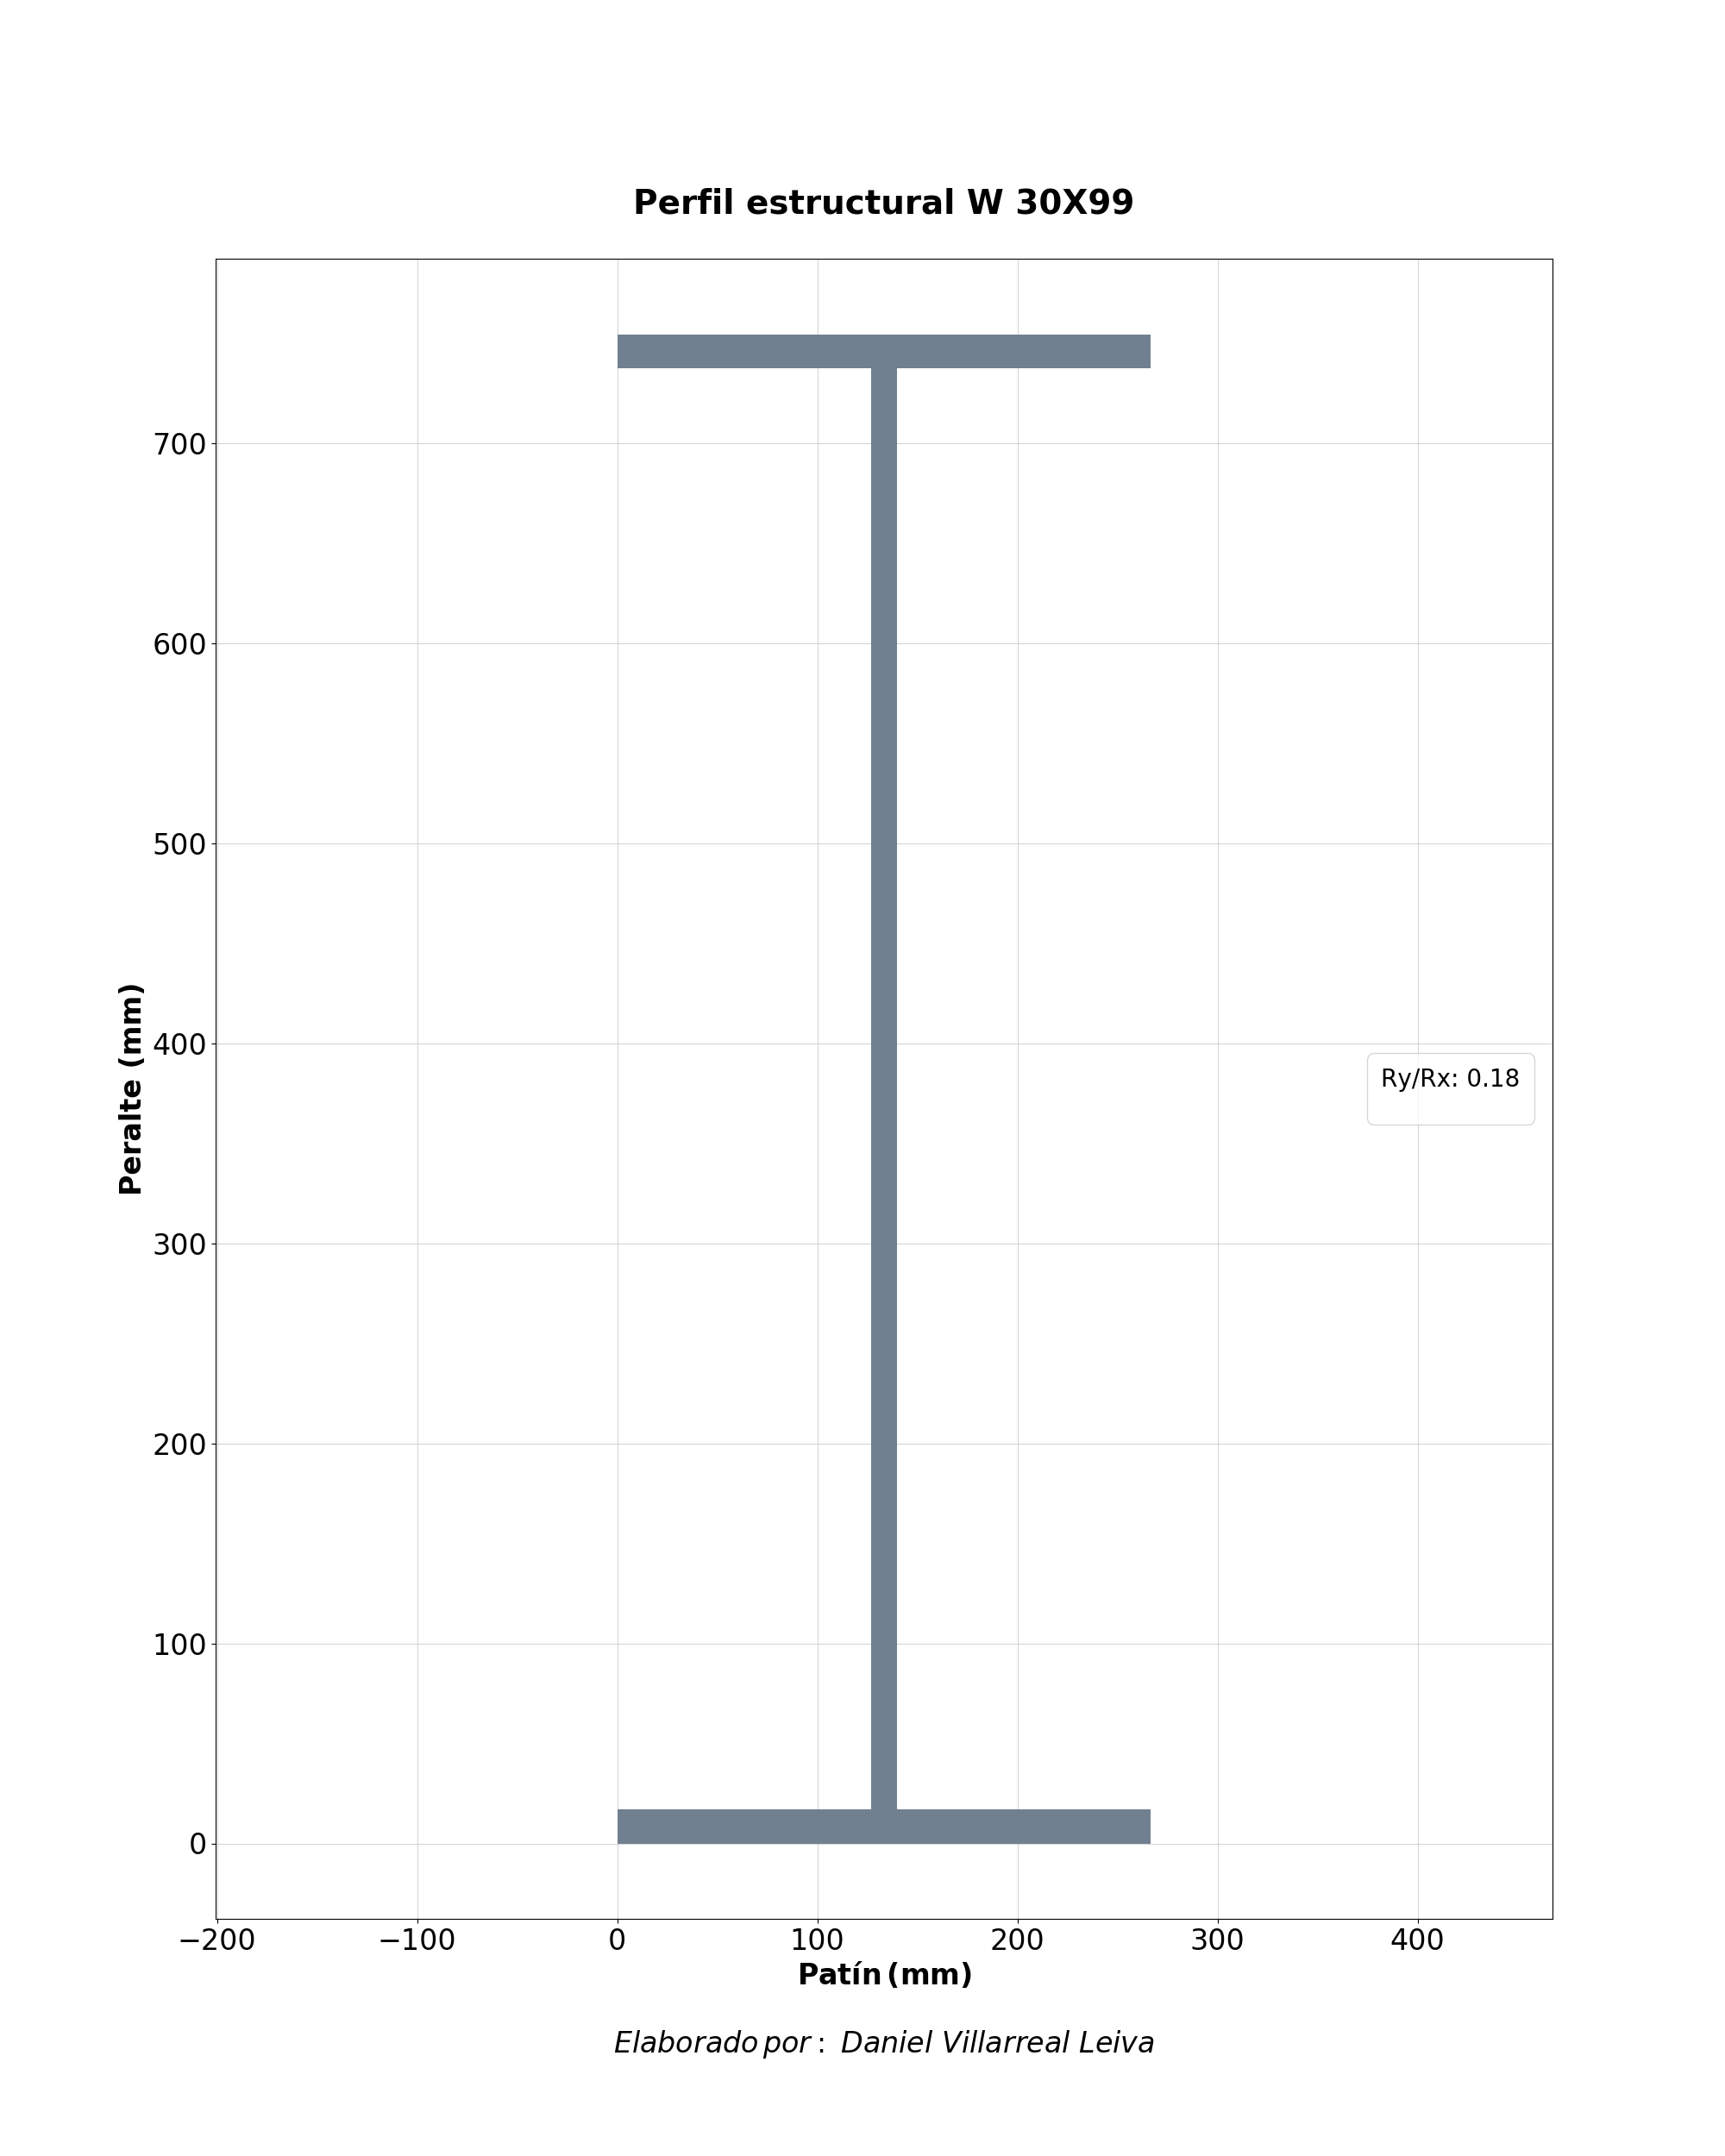 Perfil estructural W 30X99
700
600
500
400
300
200
100
0
Peralte (mm)
Ry/Rx: 0.18
−200 −100 0 100 200 300 400
Patín (mm)
Elaborado por: Daniel Villarreal Leiva